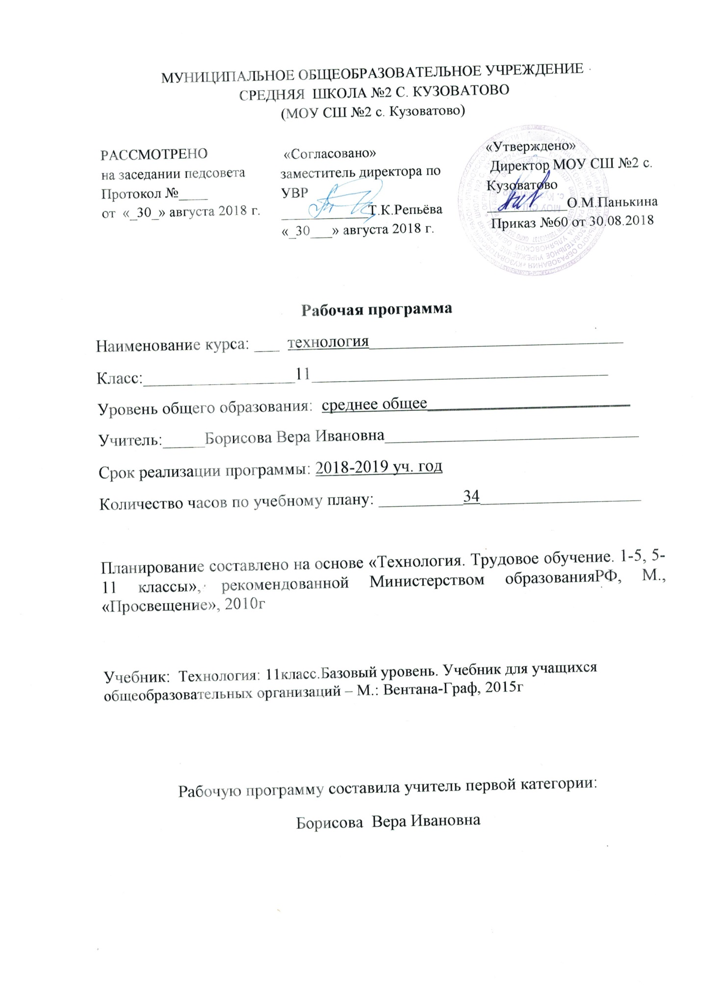 МУНИЦИПАЛЬНОЕ ОБЩЕОБРАЗОВАТЕЛЬНОЕ УЧРЕЖДЕНИЕ
СРЕДНЯЯ ШКОЛА №2 С. КУЗОВАТОВО
(МОУ СШ №2 с. Кузоватово)
РАССМОТРЕНО
на заседании педсовета
Протокол №____
от «_30_» августа 2018 г.
«Согласовано»
заместитель директора по
УВР
____________Т.К.Репьёва
«_30___» августа 2018 г.
«Утверждено»
Директор МОУ СШ №2 с.
Кузоватово
___________О.М.Панькина
Приказ №60 от 30.08.2018
Рабочая программа
Наименование курса: ___ технология______________________________
Класс:__________________11___________________________________
Уровень общего образования: среднее общее________________________
Учитель:_____Борисова Вера Ивановна______________________________
Срок реализации программы: 2018-2019 уч. год
Количество часов по учебному плану: __________34___________________
Планирование составлено на основе «Технология. Трудовое обучение. 1-5, 5-
11 классы», рекомендованной Министерством образованияРФ, М.,
«Просвещение», 2010г
Учебник: Технология: 11класс.Базовый уровень. Учебник для учащихся
общеобразовательных организаций – М.: Вентана-Граф, 2015г
Рабочую программу составила учитель первой категории:
Борисова Вера Ивановна